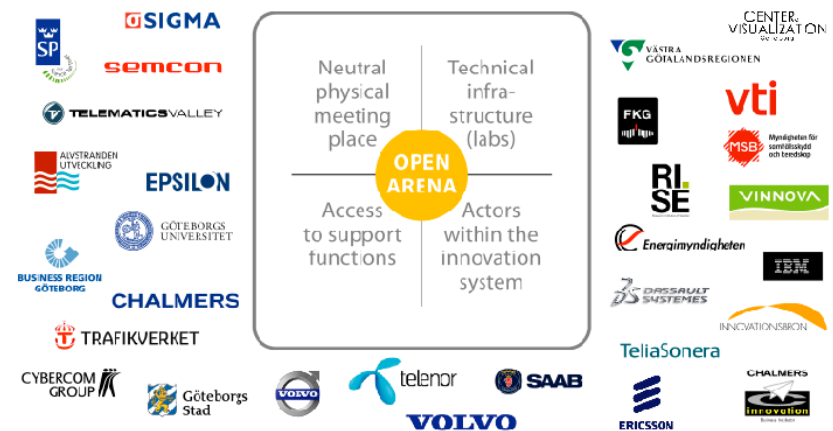 SP
SIGMA
semcon
TELEMATICSVALLEY
ALVSTRANDEN
UTVECKLING
EPSILON
GÖTEBORGS
UNIVERSITET
BUSINESS REGION
GÖTEBORG
CHALMERS
TRAFIKVERKET
CYBERCOM
GROUP
Göteborgs
Stad
VOLVO
telenor
VOLVO
SAAB
Neutral
physical
meeting
place
Technical
infra-
structure
(labs)
OPEN
ARENA
Access
to support
functions
Actors
within the
innovation
system
CENTER
VISUALIZATION
VÄSTRA
GÖTALANDSREGIONEN
FKG
vti
MSB
Myndigheten för
samhällsskydd
och beredskap
RI.
SE
VINNOVA
Energimyndigheten
IBM
DASSAULT
SYSTEMES
INNOVATIONSBRON
TeliaSonera
ERICSSON
CHALMERS
innovation